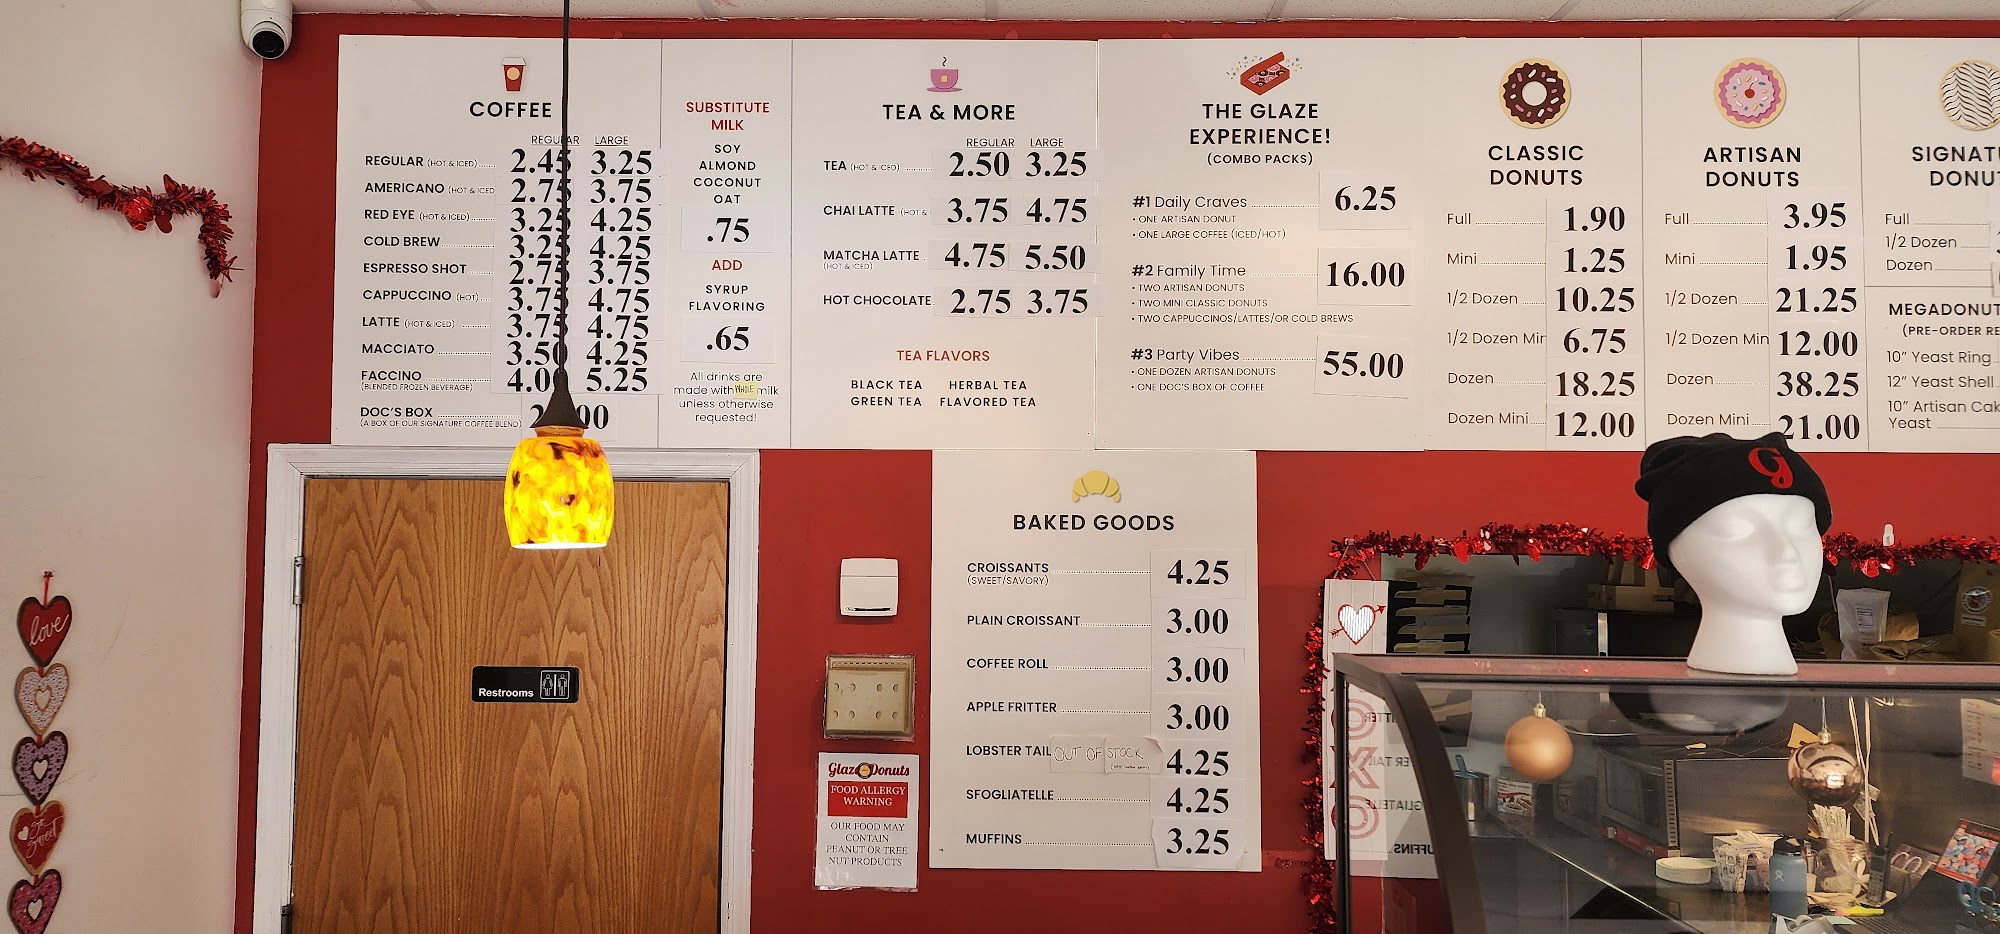 COFFEE
REGULAR LARGE
REGULAR (HOT & ICED) 2.45 3.25
AMERICANO (HOT & ICED 2.75 3.75
RED EYE (HOT & ICED) 3.25 4.25
COLD BREW 3.25 4.25
ESPRESSO SHOT 2.75 3.75
CAPPUCCINO (HOT) 3.75 4.75
LATTE (HOT & ICED) 3.75 4.75
MACCIATO 3.50 4.25
FACCINO 4.00 5.25
(BLENDED FROZEN BEVERAGE)
DOC'S BOX
(A BOX OF OUR SIGNATURE COFFEE BLEND)
SUBSTITUTE
MILK
SOY
ALMOND
COCONUT
OAT
.75
ADD
SYRUP
FLAVORING
.65
All drinks are
made with WHOLE milk
unless otherwise
requested!
TEA & MORE
REGULAR LARGE
TEA (HOT & ICED) 2.50 3.25
CHAI LATTE (HOT & 3.75 4.75
MATCHA LATTE 4.75 5.50
(HOT & ICED)
HOT CHOCOLATE 2.75 3.75
TEA FLAVORS
BLACK TEA HERBAL TEA
GREEN TEA FLAVORED TEA
THE GLAZE
EXPERIENCE!
(COMBO PACKS)
#1 Daily Craves 6.25
• ONE ARTISAN DONUT
• ONE LARGE COFFEE (ICED/HOT)
#2 Family Time 16.00
• TWO ARTISAN DONUTS
• TWO MINI CLASSIC DONUTS
• TWO CAPPUCCINOS/LATTES/OR COLD BREWS
#3 Party Vibes 55.00
• ONE DOZEN ARTISAN DONUTS
• ONE DOC'S BOX OF COFFEE
CLASSIC
DONUTS
Full 1.90
Mini 1.25
1/2 Dozen 10.25
1/2 Dozen Mini 6.75
Dozen 18.25
Dozen Mini 12.00
ARTISAN
DONUTS
Full 3.95
Mini 1.95
1/2 Dozen 21.25
1/2 Dozen Min 12.00
Dozen 38.25
Dozen Mini 21.00
SIGNATU
DONU
Full
1/2 Dozen
Dozen
MEGADONUT
(PRE-ORDER RE
10" Yeast Ring
12" Yeast Shell
10" Artisan Cak
Yeast
BAKED GOODS
CROISSANTS 4.25
(SWEET/SAVORY)
PLAIN CROISSANT 3.00
COFFEE ROLL 3.00
APPLE FRITTER 3.00
LOBSTER TAIL OUT OF STOCK 4.25
SFOGLIATELLE 4.25
MUFFINS 3.25
Restrooms
Glaze Donuts
FOOD ALLERGY
WARNING
OUR FOOD MAY
CONTAIN
PEANUT OR TREE
NUT PRODUCTS
love
so
sweet
g